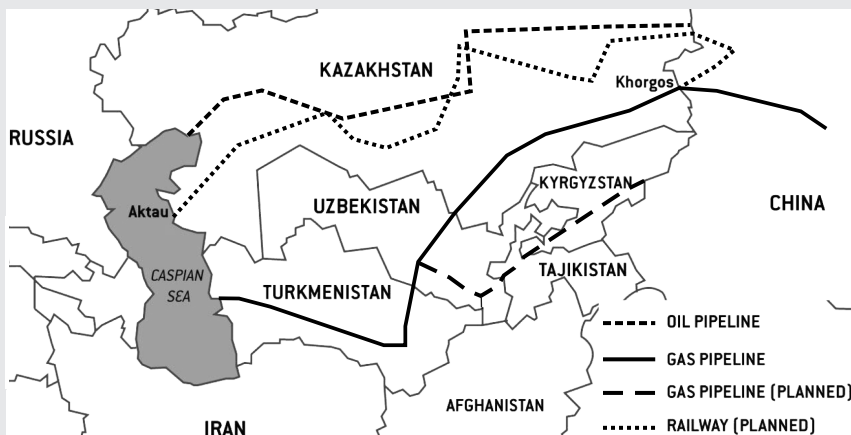 KAZAKHSTAN
Khorgos
RUSSIA
KYRGYZSTAN
Aktau
UZBEKISTAN
CHINA
CASPIAN
SEA
TURKMENISTAN
TAJIKISTAN
OIL PIPELINE
GAS PIPELINE
GAS PIPELINE (PLANNED)
AFGHANISTAN
IRAN
RAILWAY (PLANNED)